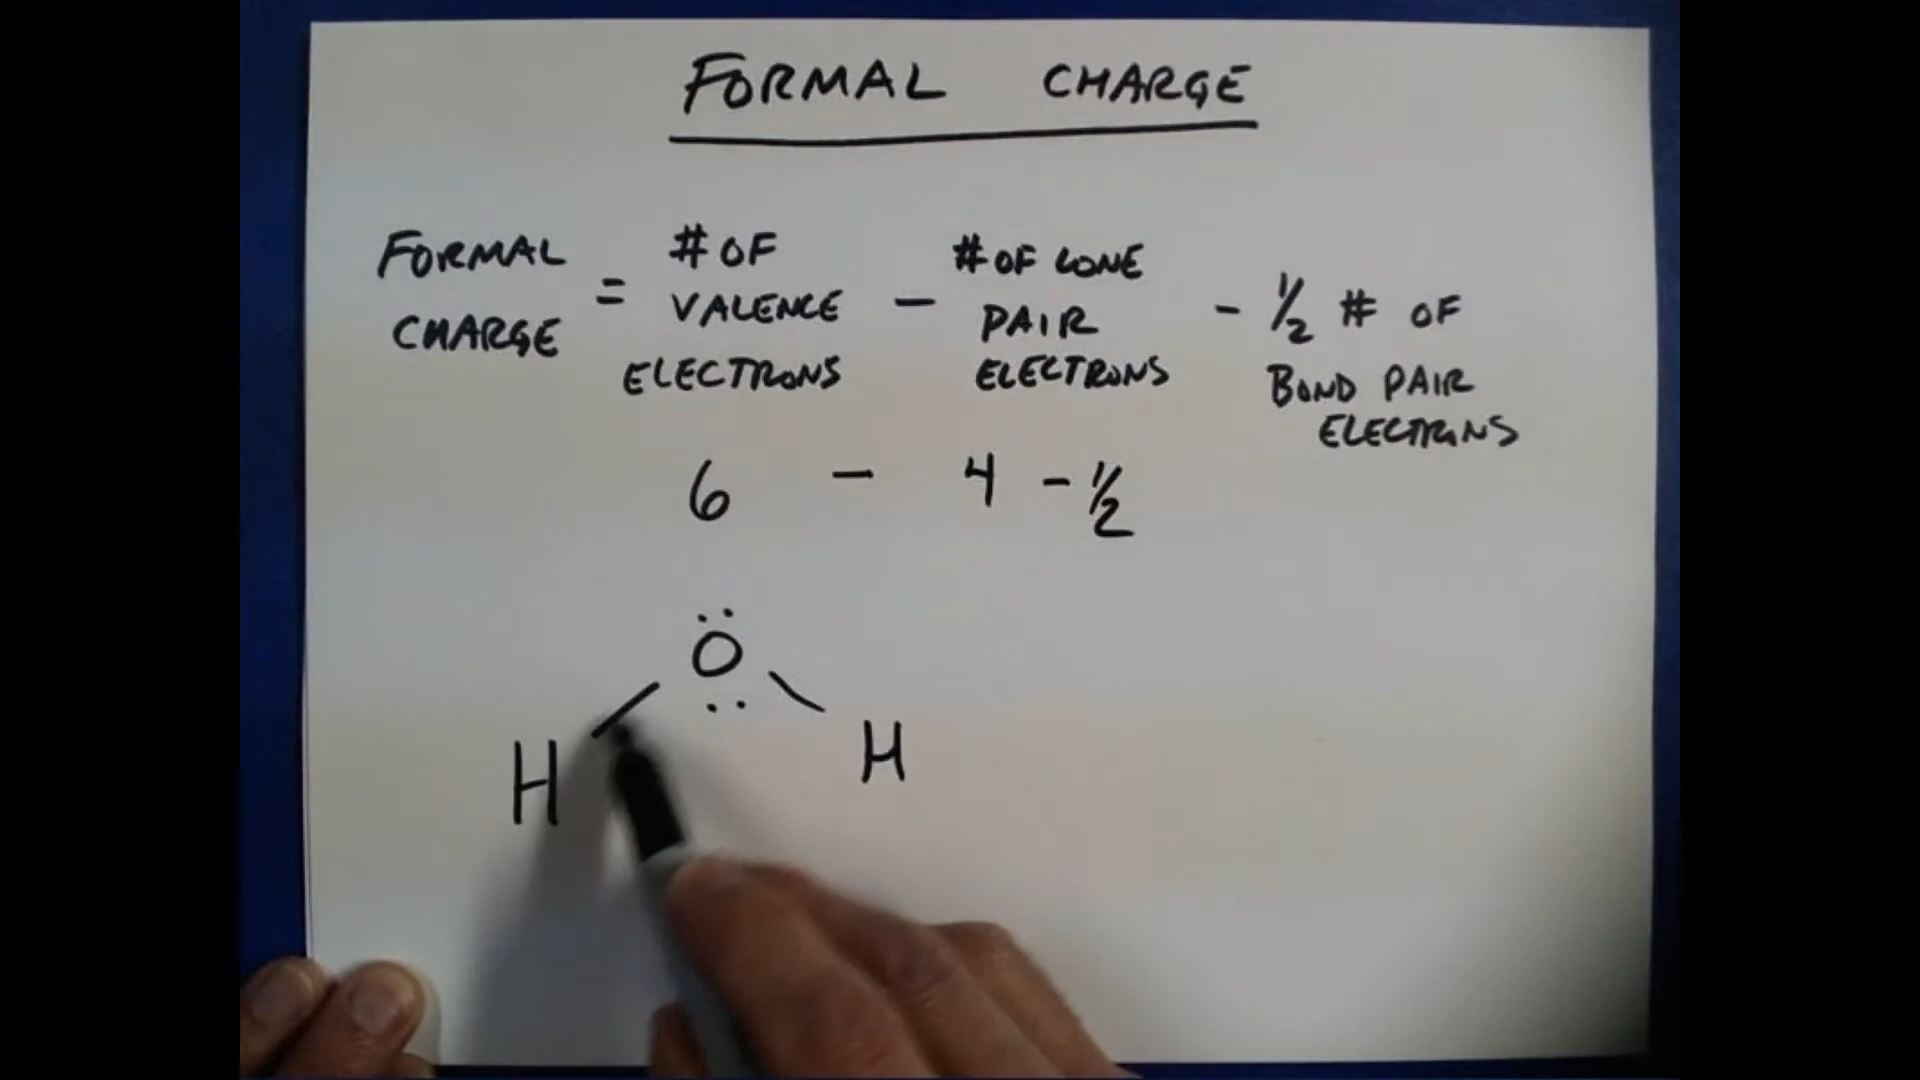 FORMAL CHARGE
FORMAL CHARGE = # OF VALENCE ELECTRONS - # OF LONE PAIR ELECTRONS - 1/2 # OF BOND PAIR ELECTRONS
6 - 4 - 1/2
O
H H